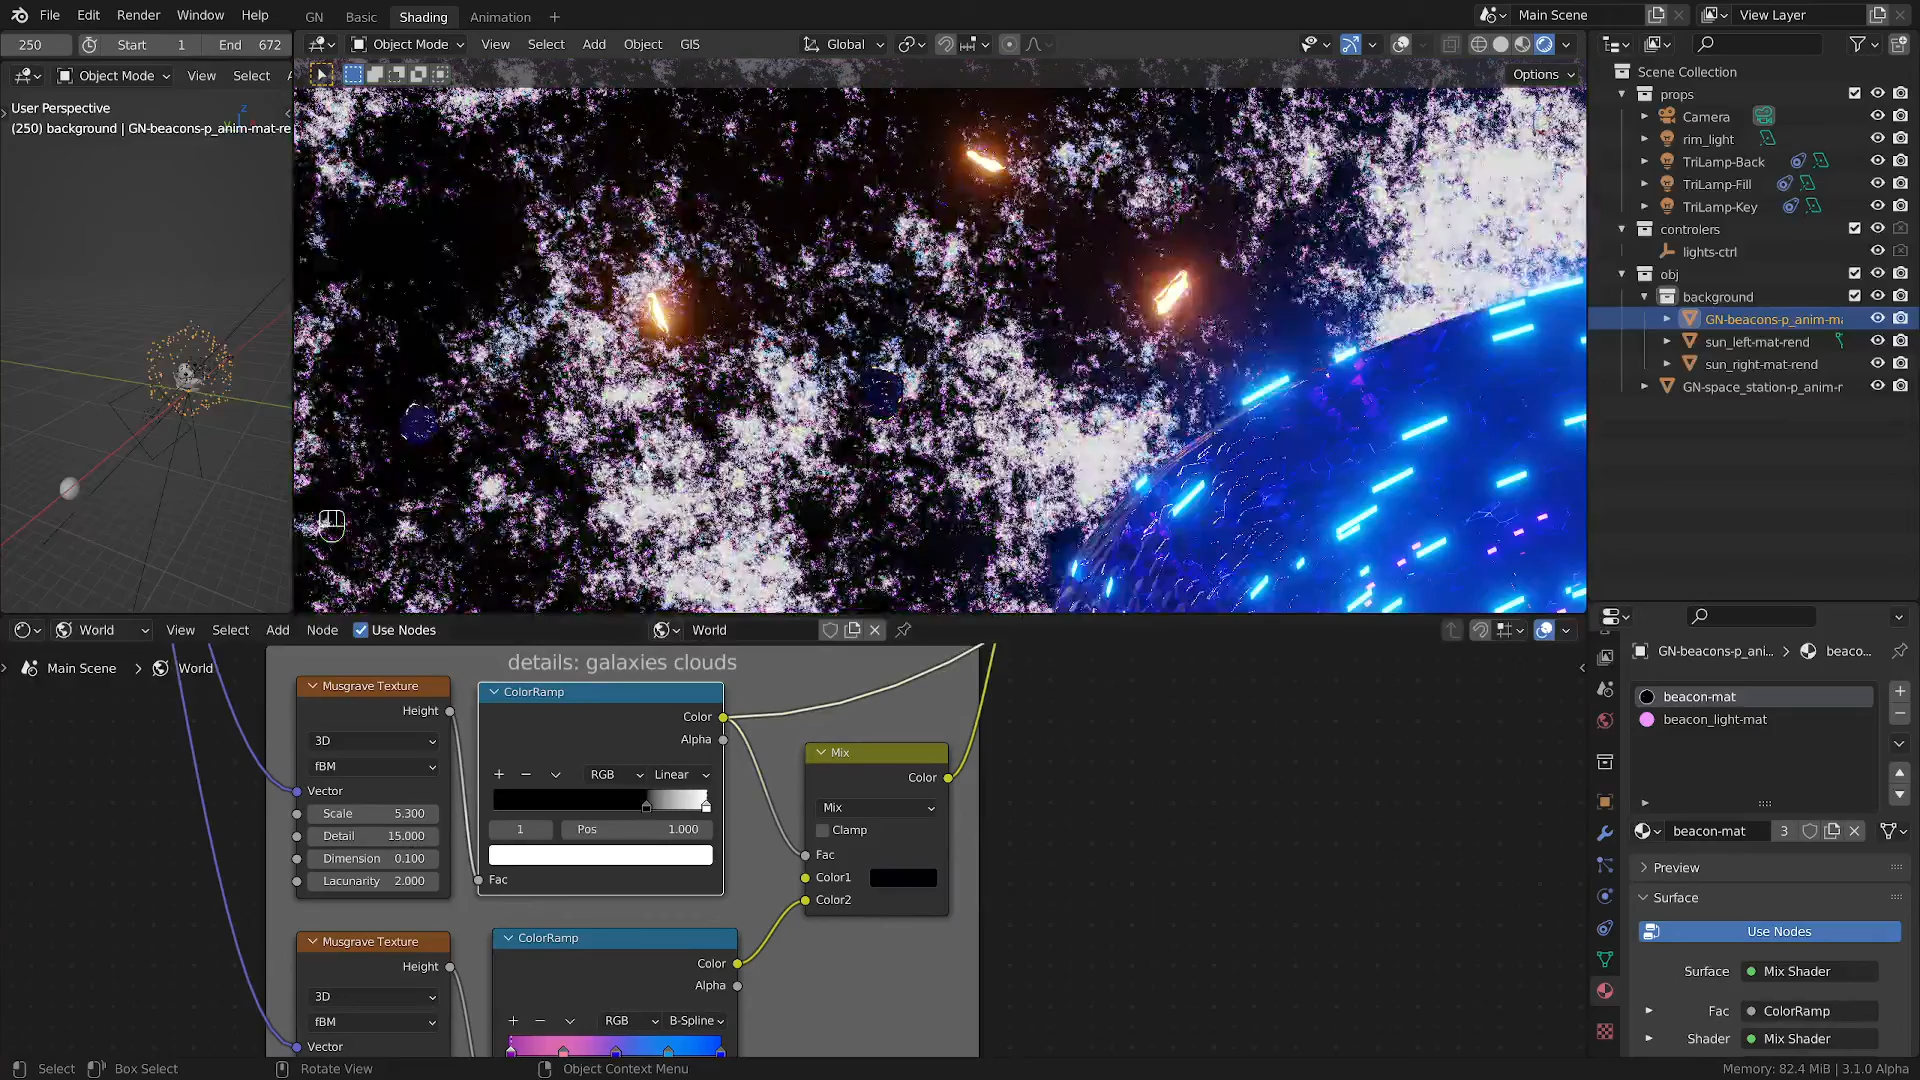 File Edit Render Window Help
GN Basic Shading Animation
Main Scene
View Layer
250
Start 1
End 672
Object Mode
View Select Add Object GIS
Global
Object Mode
View Select
User Perspective
(250) background | GN-beacons-p_anim-mat-re
Options
Scene Collection
props
Camera
rim_light
TriLamp-Back
TriLamp-Fill
TriLamp-Key
controlers
lights-ctrl
obj
background
GN-beacons-p_anim-ma
sun_left-mat-rend
sun_right-mat-rend
GN-space_station-p_anim-r
World
View Select Add Node
Use Nodes
World
Main Scene
World
details: galaxies clouds
Musgrave Texture
Height
3D
fBM
Vector
Scale 5.300
Detail 15.000
Dimension 0.100
Lacunarity 2.000
ColorRamp
Color
Alpha
RGB
Linear
1
Pos 1.000
Fac
Mix
Color
Mix
Clamp
Fac
Color1
Color2
Musgrave Texture
Height
3D
fBM
Vector
ColorRamp
Color
Alpha
RGB
B-Spline
GN-beacons-p_ani...
beaco...
beacon-mat
beacon_light-mat
beacon-mat
3
Preview
Surface
Use Nodes
Surface
Mix Shader
Fac
ColorRamp
Shader
Mix Shader
Select
Box Select
Rotate View
Object Context Menu
Memory: 82.4 MiB | 3.1.0 Alpha